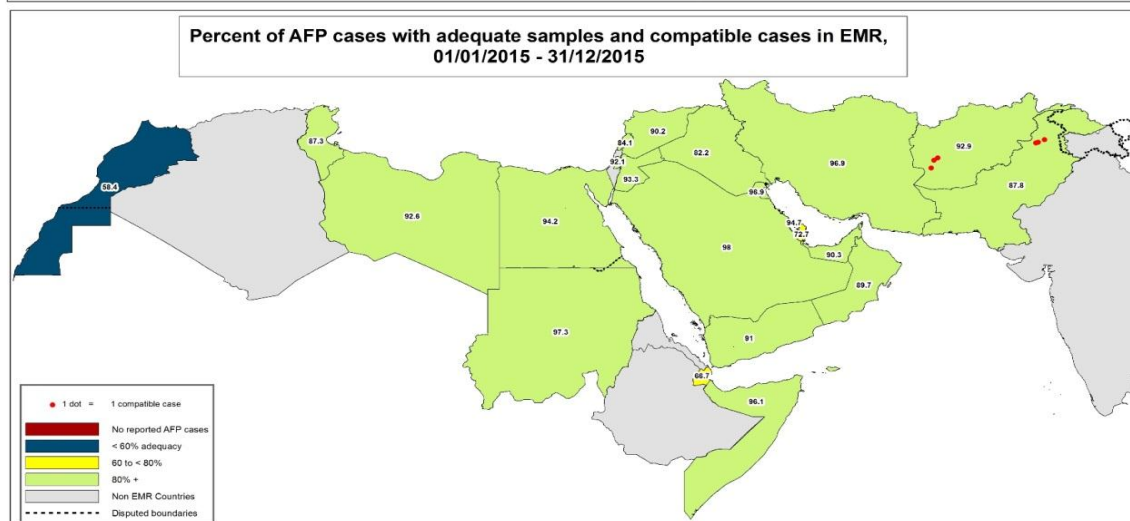 Percent of AFP cases with adequate samples and compatible cases in EMR,
01/01/2015 - 31/12/2015
58.4
87.3
92.6
94.2
97.3
84.1
90.2
92.1
93.3
82.2
96.9
96.9
94.7
72.7
98
90.3
89.7
91
66.7
96.1
92.9
87.8
1 dot = 1 compatible case
No reported AFP cases
< 60% adequacy
60 to < 80%
80% +
Non EMR Countries
Disputed boundaries